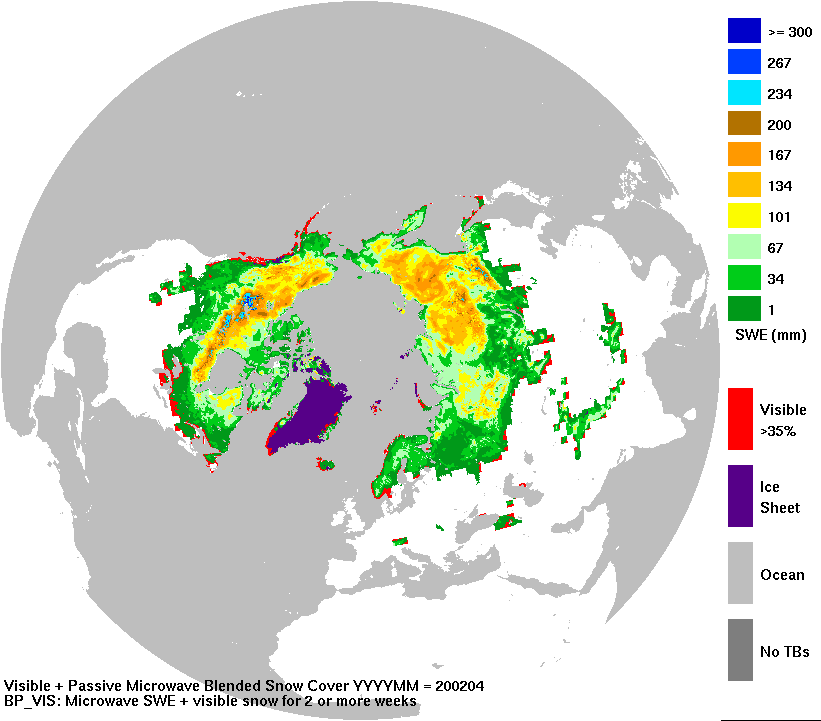 >= 300
267
234
200
167
134
101
67
34
1
SWE (mm)
Visible
>35%
Ice
Sheet
Ocean
No TBs
Visible + Passive Microwave Blended Snow Cover YYYYMM = 200204
BP_VIS: Microwave SWE + visible snow for 2 or more weeks